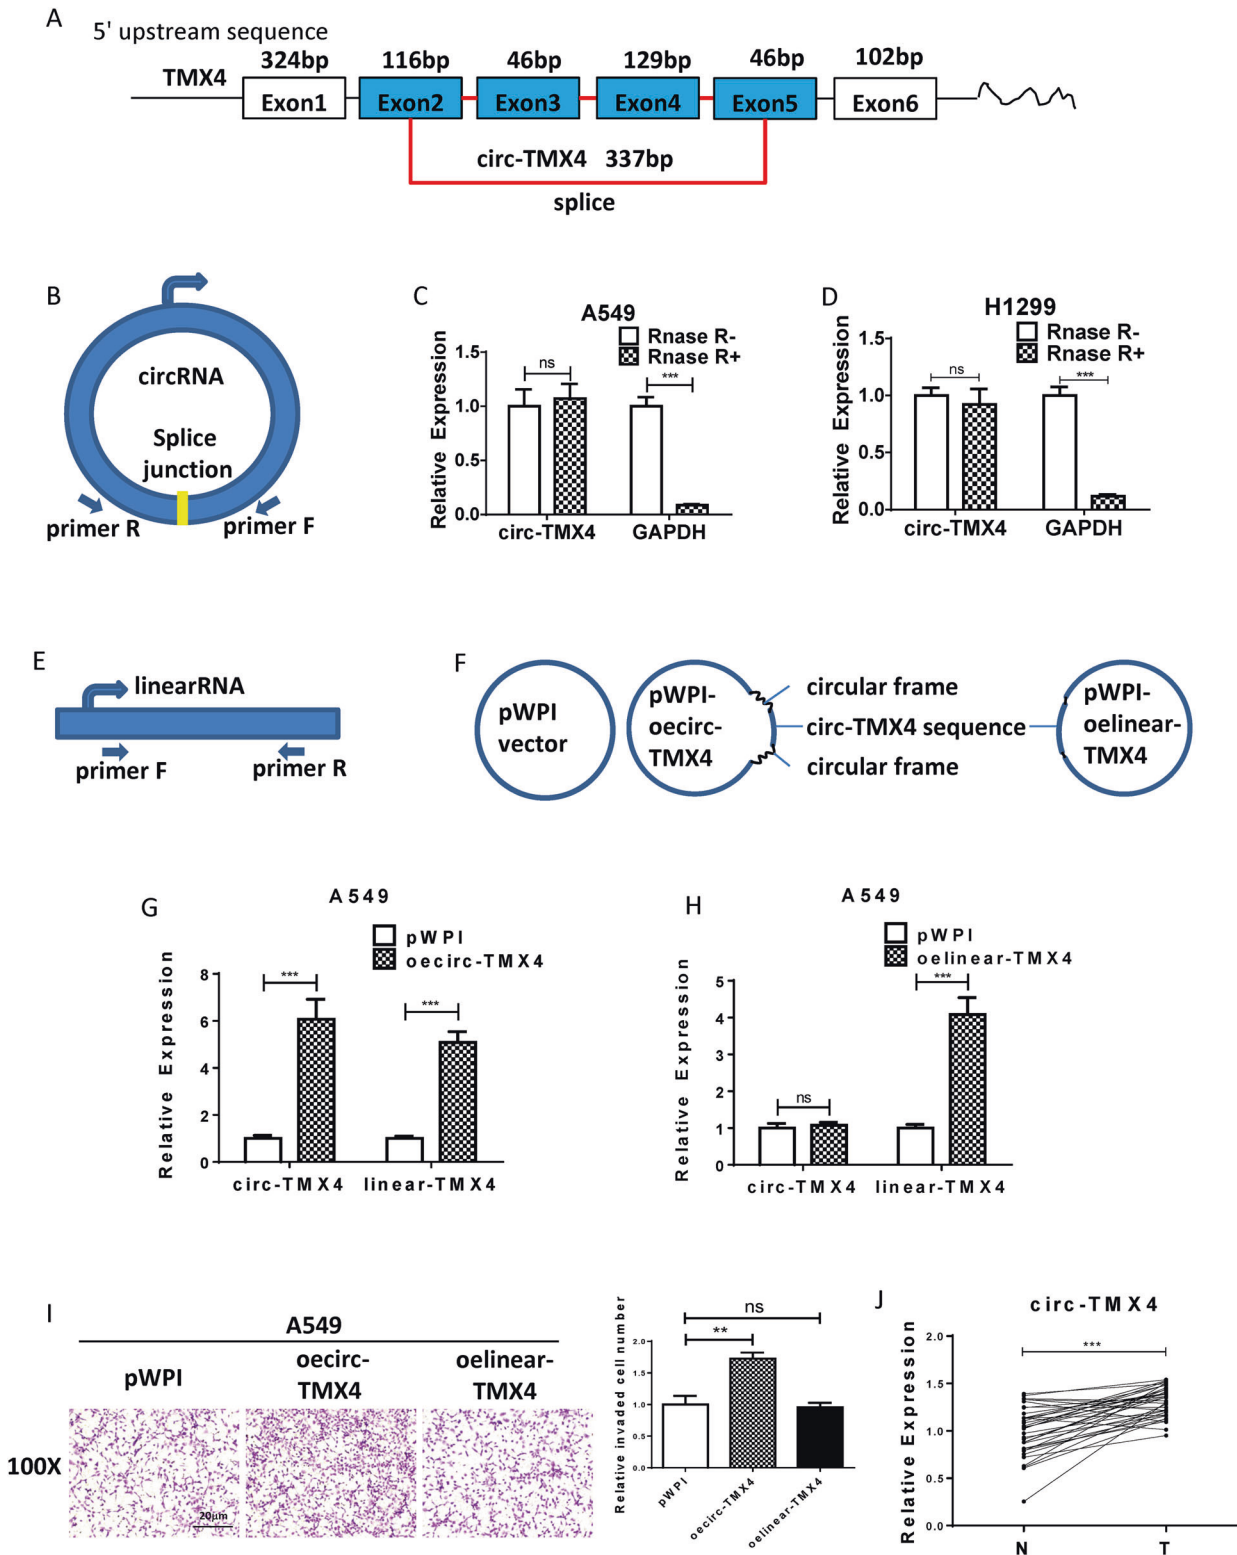 A
5' upstream sequence
324bp 116bp 46bp 129bp 46bp 102bp
TMX4
Exon1 Exon2 Exon3 Exon4 Exon5 Exon6
circ-TMX4 337bp
splice
B
circRNA
Splice
junction
primer R
primer F
C
A549
Rnase R-
Rnase R+
Relative Expression
1.5
1.0
0.5
0.0
ns
***
circ-TMX4 GAPDH
D
H1299
Rnase R-
Rnase R+
Relative Expression
1.5
1.0
0.5
0.0
ns
***
circ-TMX4 GAPDH
E
linearRNA
primer F
primer R
F
pWPI
vector
pWPI-
oecirc-
TMX4
circular frame
circ-TMX4 sequence
circular frame
pWPI-
oelinear-
TMX4
G
A549
pWPI
oecirc-TMX4
Relative Expression
8
6
4
2
0
***
***
circ-TMX4 linear-TMX4
H
A549
pWPI
oelinear-TMX4
Relative Expression
5
4
3
2
1
0
ns
***
circ-TMX4 linear-TMX4
I
A549
pWPI
oecirc-
TMX4
oelinear-
TMX4
100X
20μm
Relative invaded cell number
2.0
1.5
1.0
0.5
0.0
ns
**
pWPI
oecirc-TMX4
oelinear-TMX4
J
circ-TMX4
Relative Expression
2.0
1.5
1.0
0.5
0.0
***
N T